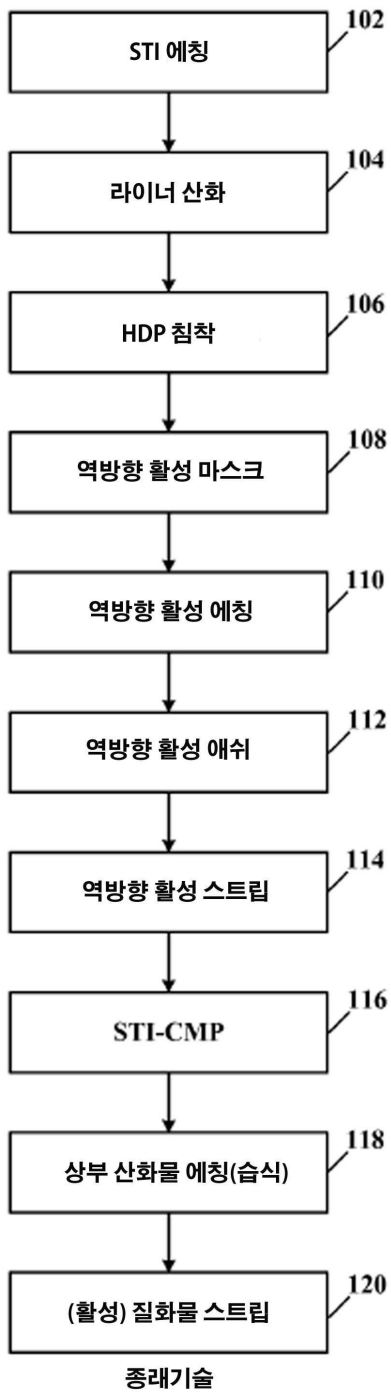 102
STI 에칭
104
라이너 산화
106
HDP 침착
108
역방향 활성 마스크
110
역방향 활성 에칭
112
역방향 활성 애쉬
114
역방향 활성 스트립
116
STI-CMP
118
상부 산화물 에칭(습식)
120
(활성) 질화물 스트립
종래기술